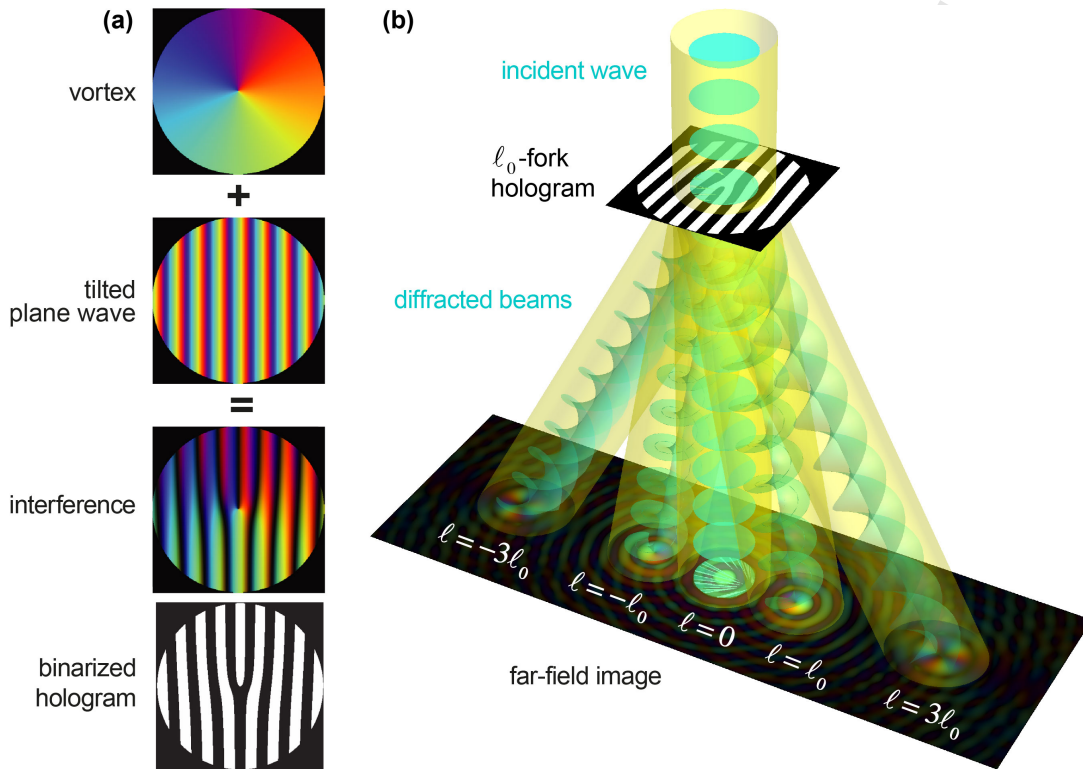 (a)
vortex
+
tilted
plane wave
=
interference
binarized
hologram
(b)
incident wave
ℓ₀-fork
hologram
diffracted beams
ℓ=−3ℓ₀
ℓ=−ℓ₀
ℓ=0
ℓ=ℓ₀
ℓ=3ℓ₀
far-field image